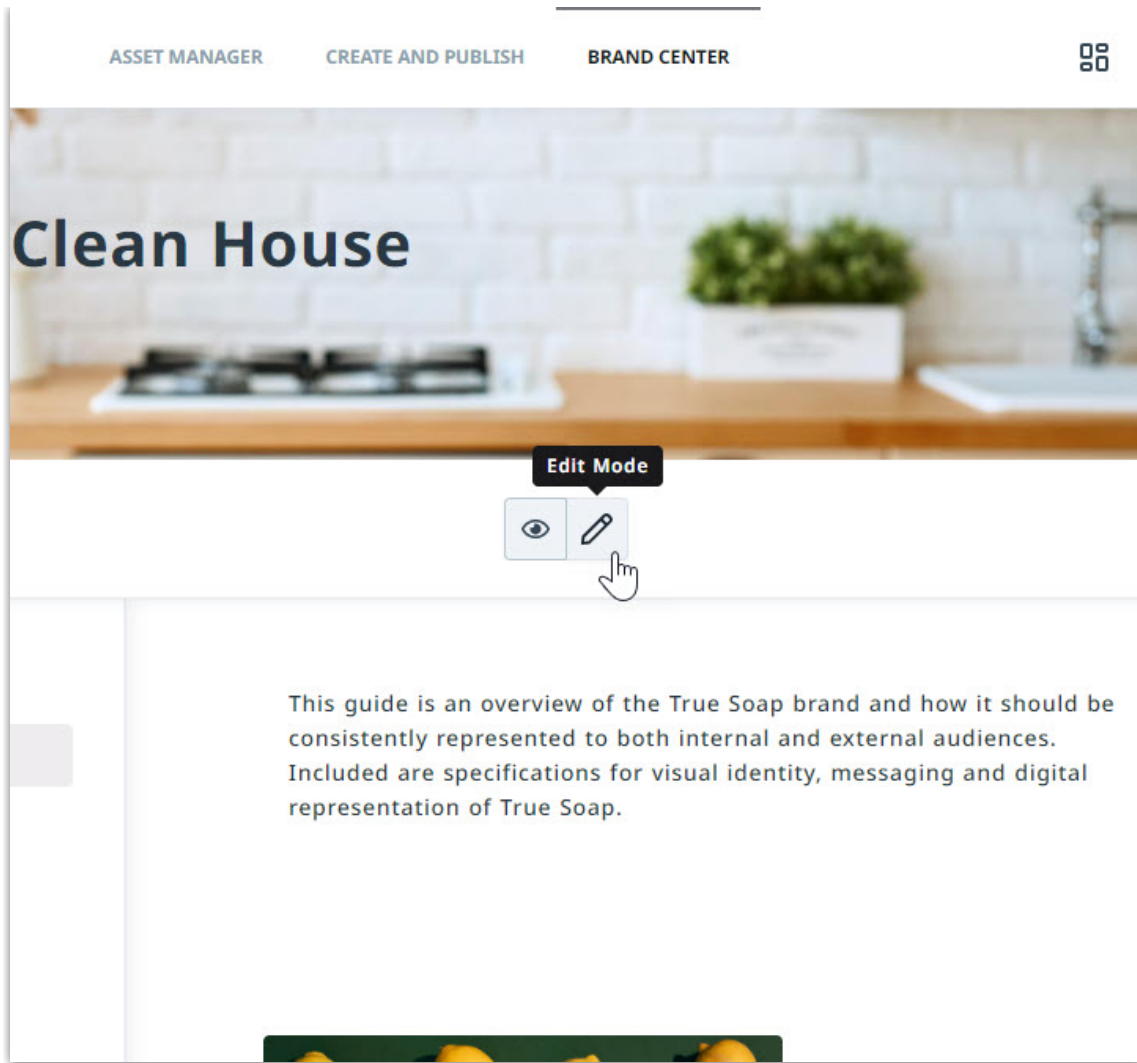 ASSET MANAGER CREATE AND PUBLISH BRAND CENTER
Clean House
Edit Mode
This guide is an overview of the True Soap brand and how it should be
consistently represented to both internal and external audiences.
Included are specifications for visual identity, messaging and digital
representation of True Soap.